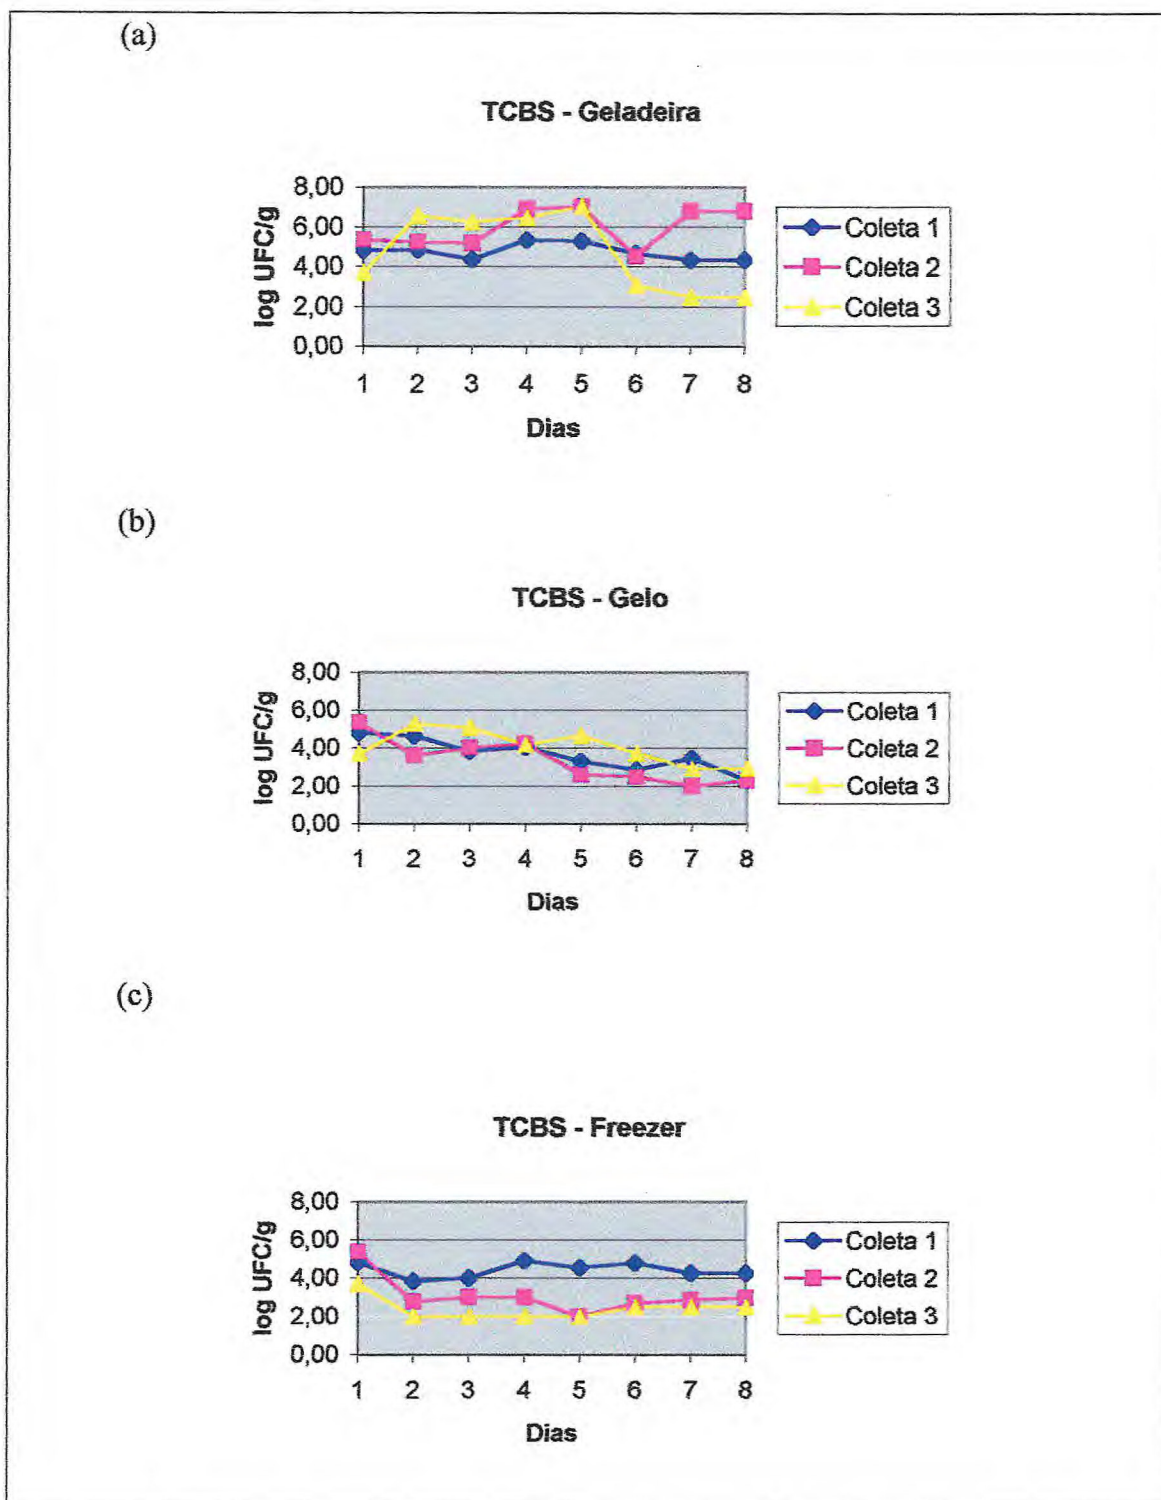 (a)
TCBS - Geladeira
8,00
6,00
4,00
2,00
0,00
log UFC/g
1 2 3 4 5 6 7 8
Dias
Coleta 1
Coleta 2
Coleta 3
(b)
TCBS - Gelo
8,00
6,00
4,00
2,00
0,00
log UFC/g
1 2 3 4 5 6 7 8
Dias
Coleta 1
Coleta 2
Coleta 3
(c)
TCBS - Freezer
8,00
6,00
4,00
2,00
0,00
log UFC/g
1 2 3 4 5 6 7 8
Dias
Coleta 1
Coleta 2
Coleta 3